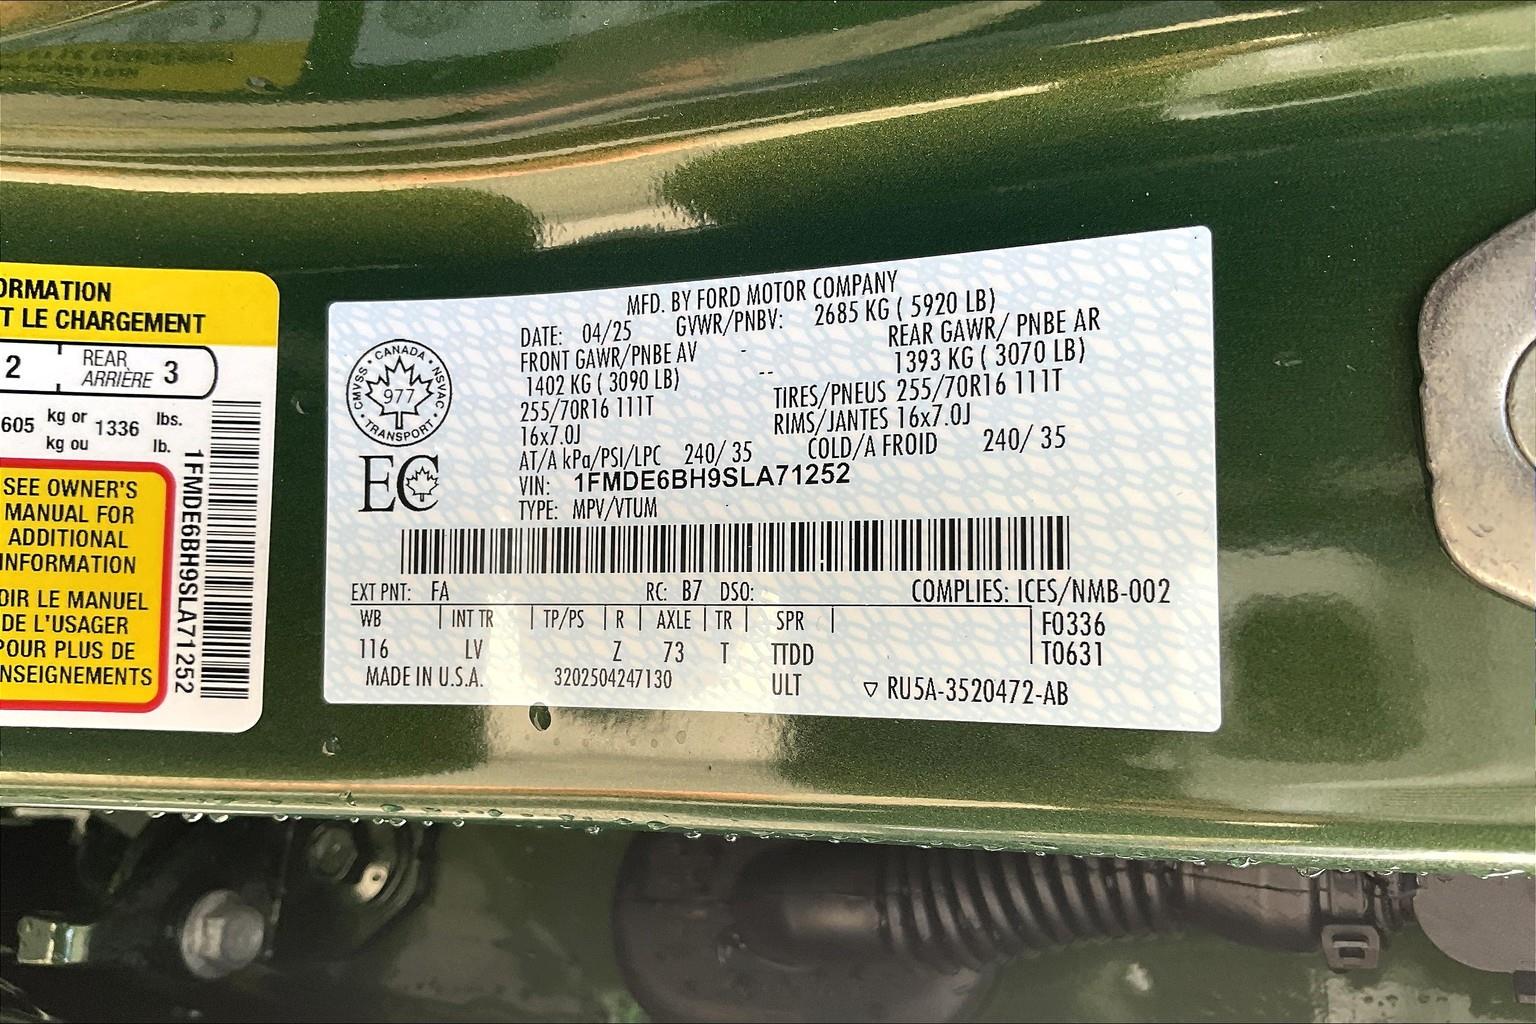 ORMATION
T LE CHARGEMENT
2 REAR ARRIÈRE 3
605 kg or 1336 lbs.
kg ou lb.
SEE OWNER'S
MANUAL FOR
ADDITIONAL
INFORMATION
OIR LE MANUEL
DE L'USAGER
POUR PLUS DE
NSEIGNEMENTS
1FMDE6BH9SLA71252
MFD. BY FORD MOTOR COMPANY
DATE: 04/25 GVWR/PNBV: 2685 KG ( 5920 LB)
FRONT GAWR/PNBE AV - REAR GAWR/ PNBE AR
1402 KG ( 3090 LB) -- 1393 KG ( 3070 LB)
255/70R16 111T TIRES/PNEUS 255/70R16 111T
16x7.0J RIMS/JANTES 16x7.0J
AT/A kPa/PSI/LPC 240/ 35 COLD/A FROID 240/ 35
VIN: 1FMDE6BH9SLA71252
TYPE: MPV/VTUM
CANADA
CMVSS 977 NSVAC
TRANSPORT
EC
EXT PNT: FA RC: B7 DSO: COMPLIES: ICES/NMB-002
WB INT TR TP/PS R AXLE TR SPR F0336
116 LV Z 73 T TTDD T0631
MADE IN U.S.A. 3202504247130 ULT ▽ RU5A-3520472-AB